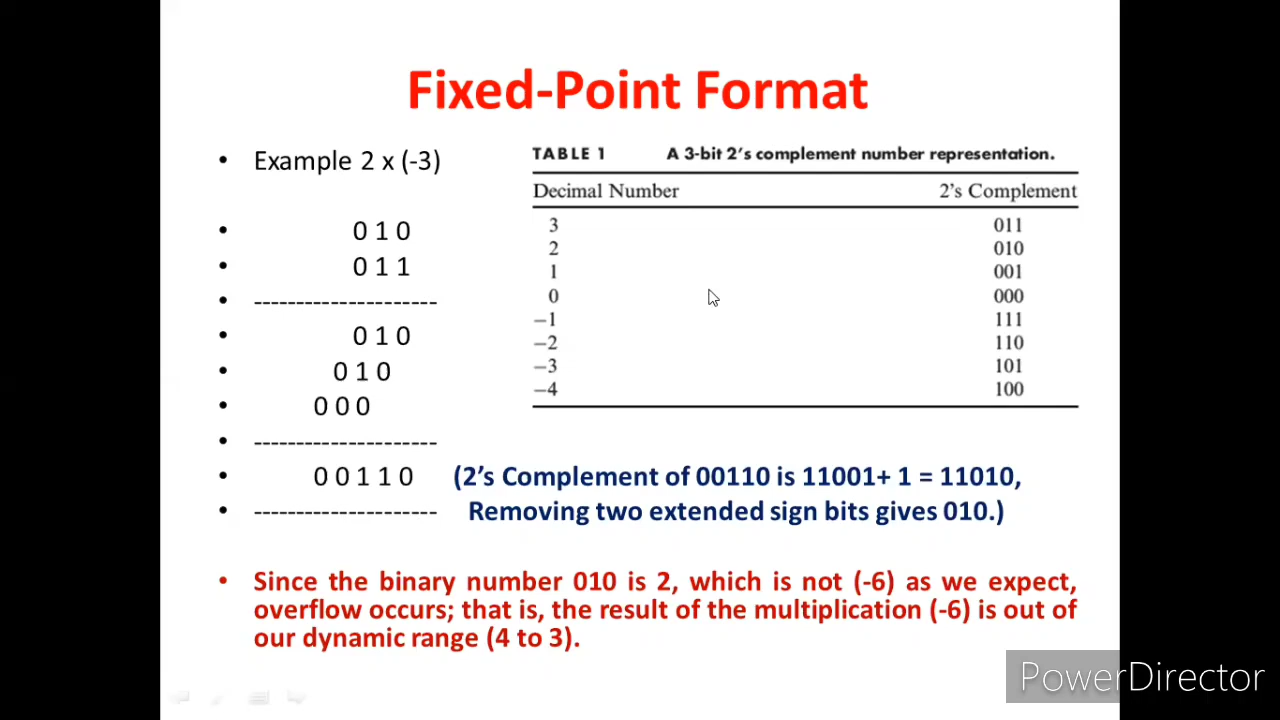 Fixed-Point Format
• Example 2 x (-3)
• 0 1 0
• 0 1 1
• ----------------------
• 0 1 0
• 0 1 0
• 0 0 0
• ----------------------
• 0 0 1 1 0 (2’s Complement of 00110 is 11001+ 1 = 11010,
• ---------------------- Removing two extended sign bits gives 010.)
TABLE 1 A 3-bit 2’s complement number representation.
Decimal Number 2’s Complement
3 011
2 010
1 001
0 000
−1 111
−2 110
−3 101
−4 100
• Since the binary number 010 is 2, which is not (-6) as we expect,
overflow occurs; that is, the result of the multiplication (-6) is out of
our dynamic range (4 to 3).
PowerDirector